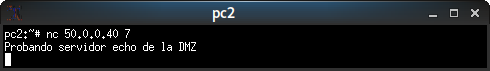 pc2
pc2:~# nc 50.0.0.40 7
Probando servidor echo de la DMZ